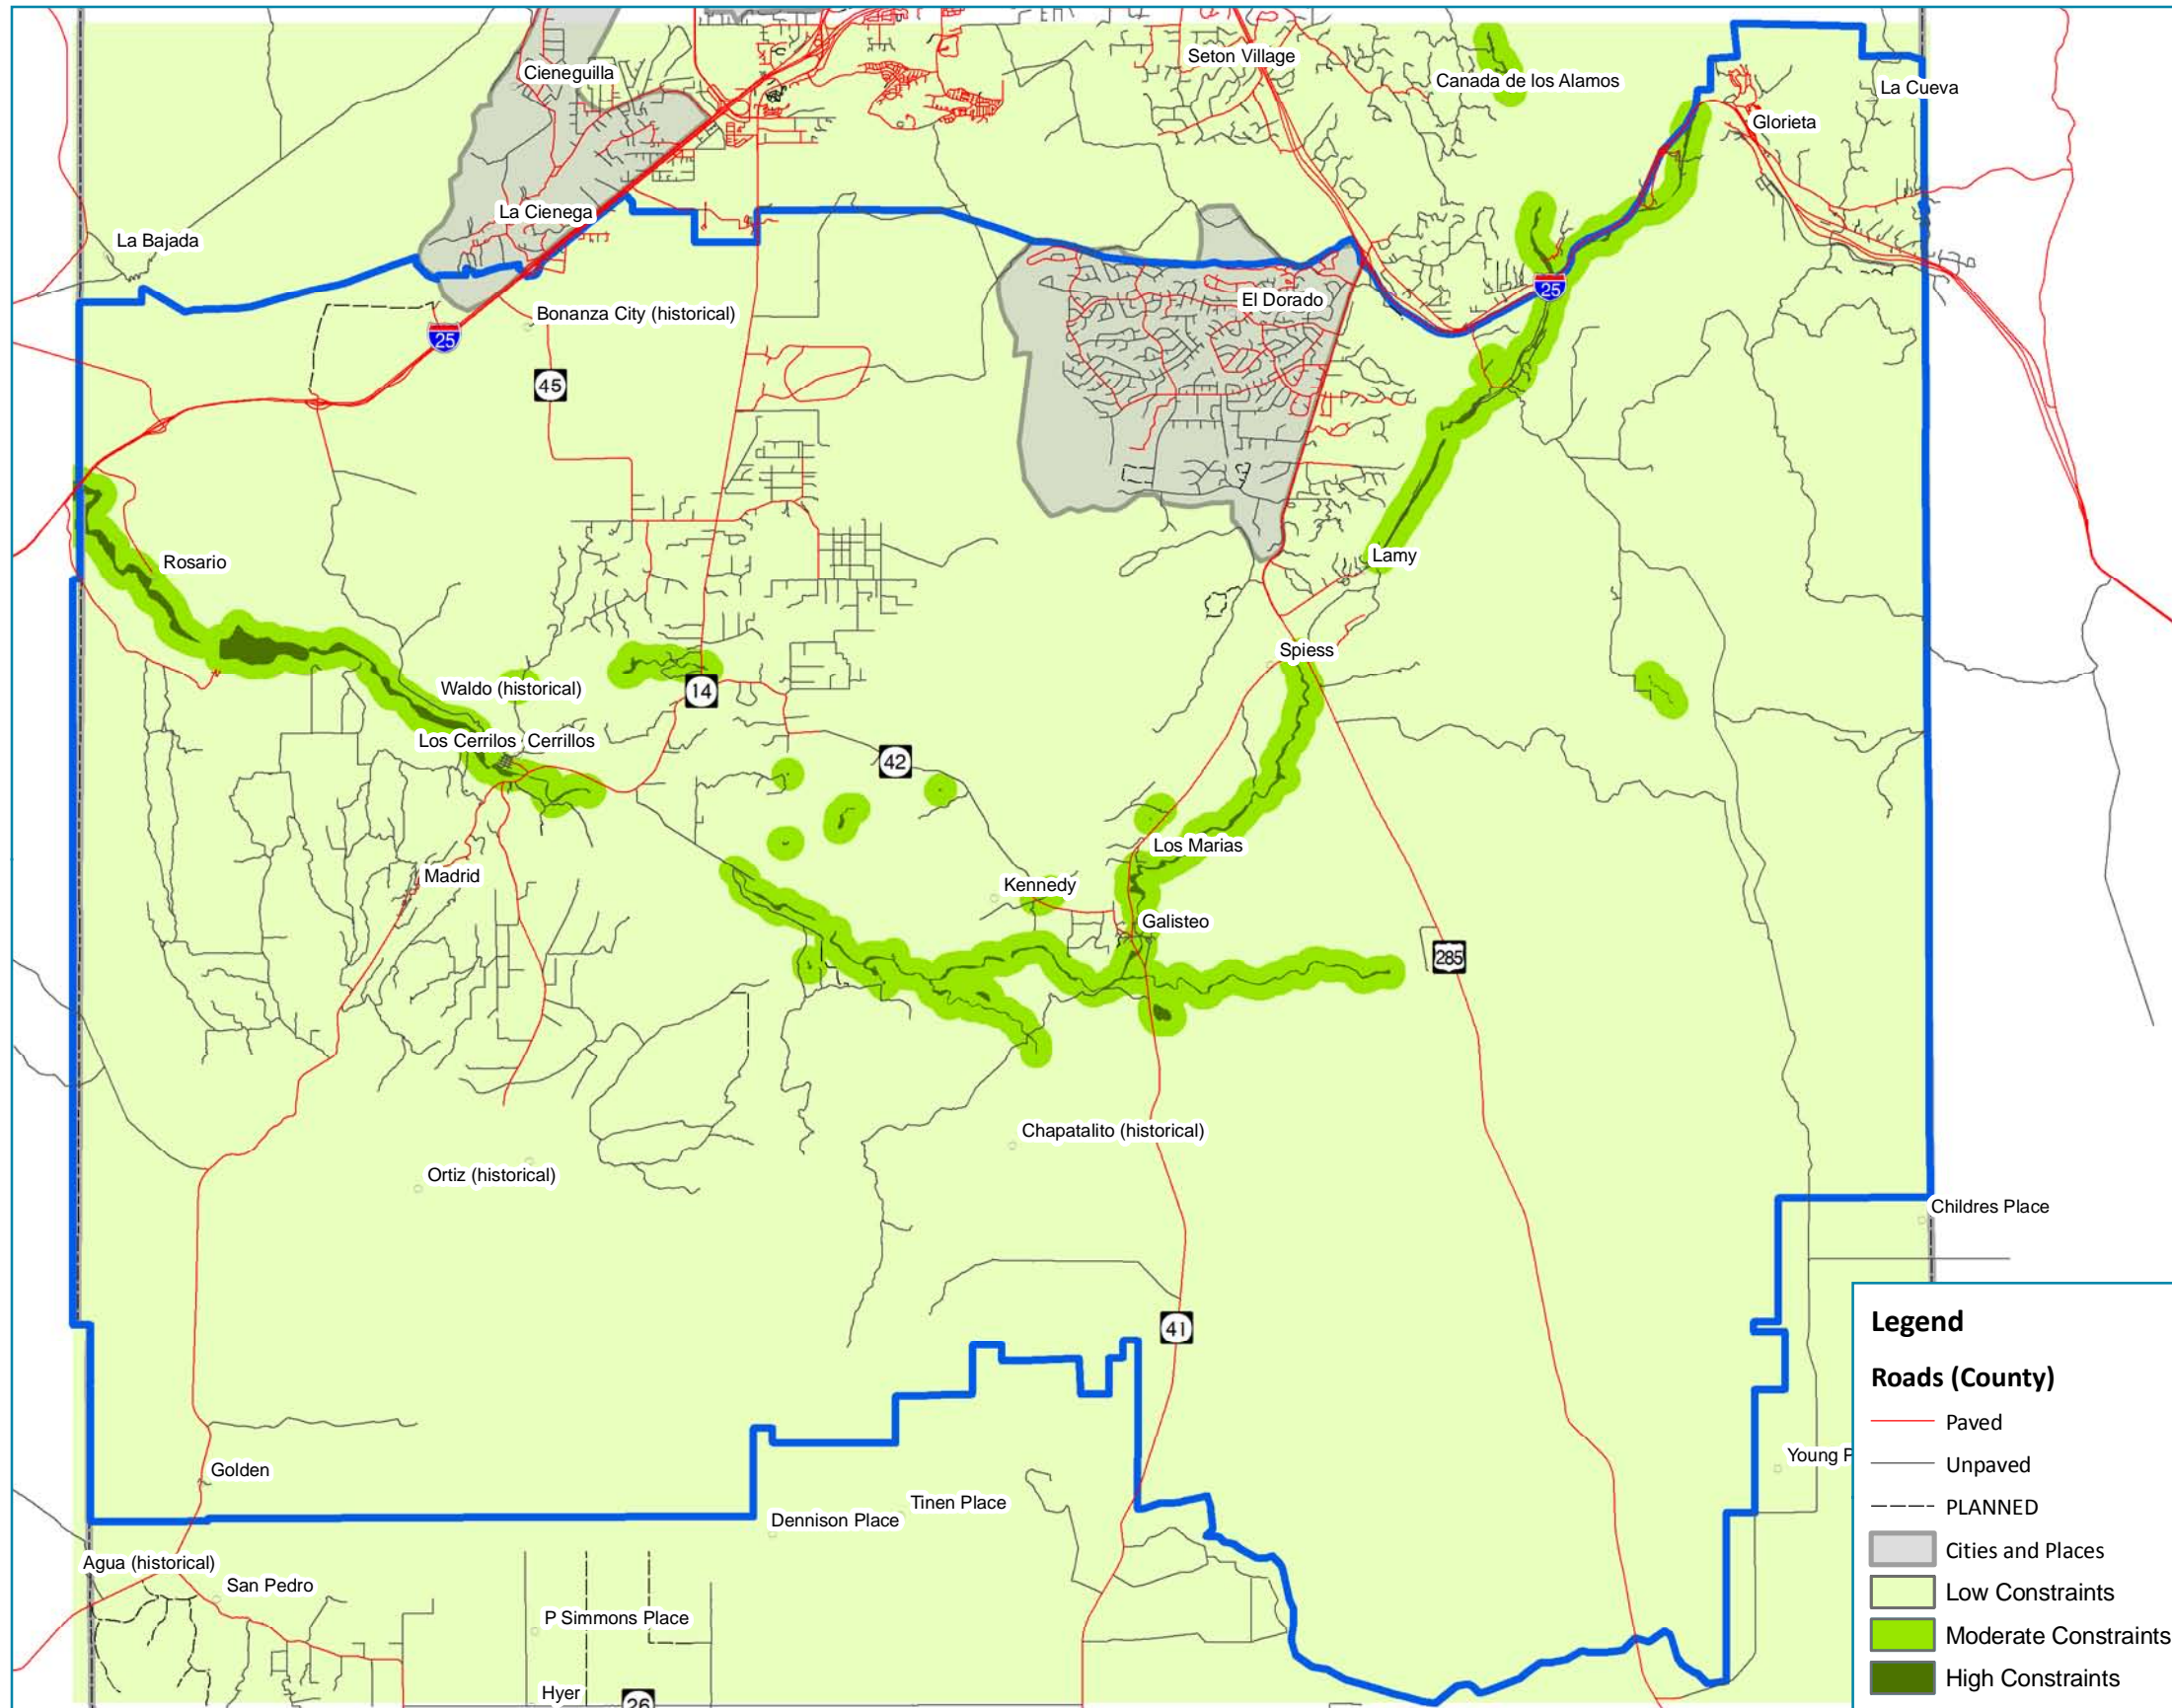 Cieneguilla
Seton Village
Canada de los Alamos
La Cueva
Glorieta
La Cienega
La Bajada
25
El Dorado
Bonanza City (historical)
25
45
Rosario
Lamy
Spiess
Waldo (historical)
14
Los Cerrilos Cerrillos
42
Los Marias
Madrid
Kennedy
Galisteo
285
Chapatalito (historical)
Ortiz (historical)
Childres Place
41
Golden
Young P
Tinen Place
Dennison Place
Agua (historical)
San Pedro
P Simmons Place
Hyer
26
Legend
Roads (County)
Paved
Unpaved
PLANNED
Cities and Places
Low Constraints
Moderate Constraints
High Constraints